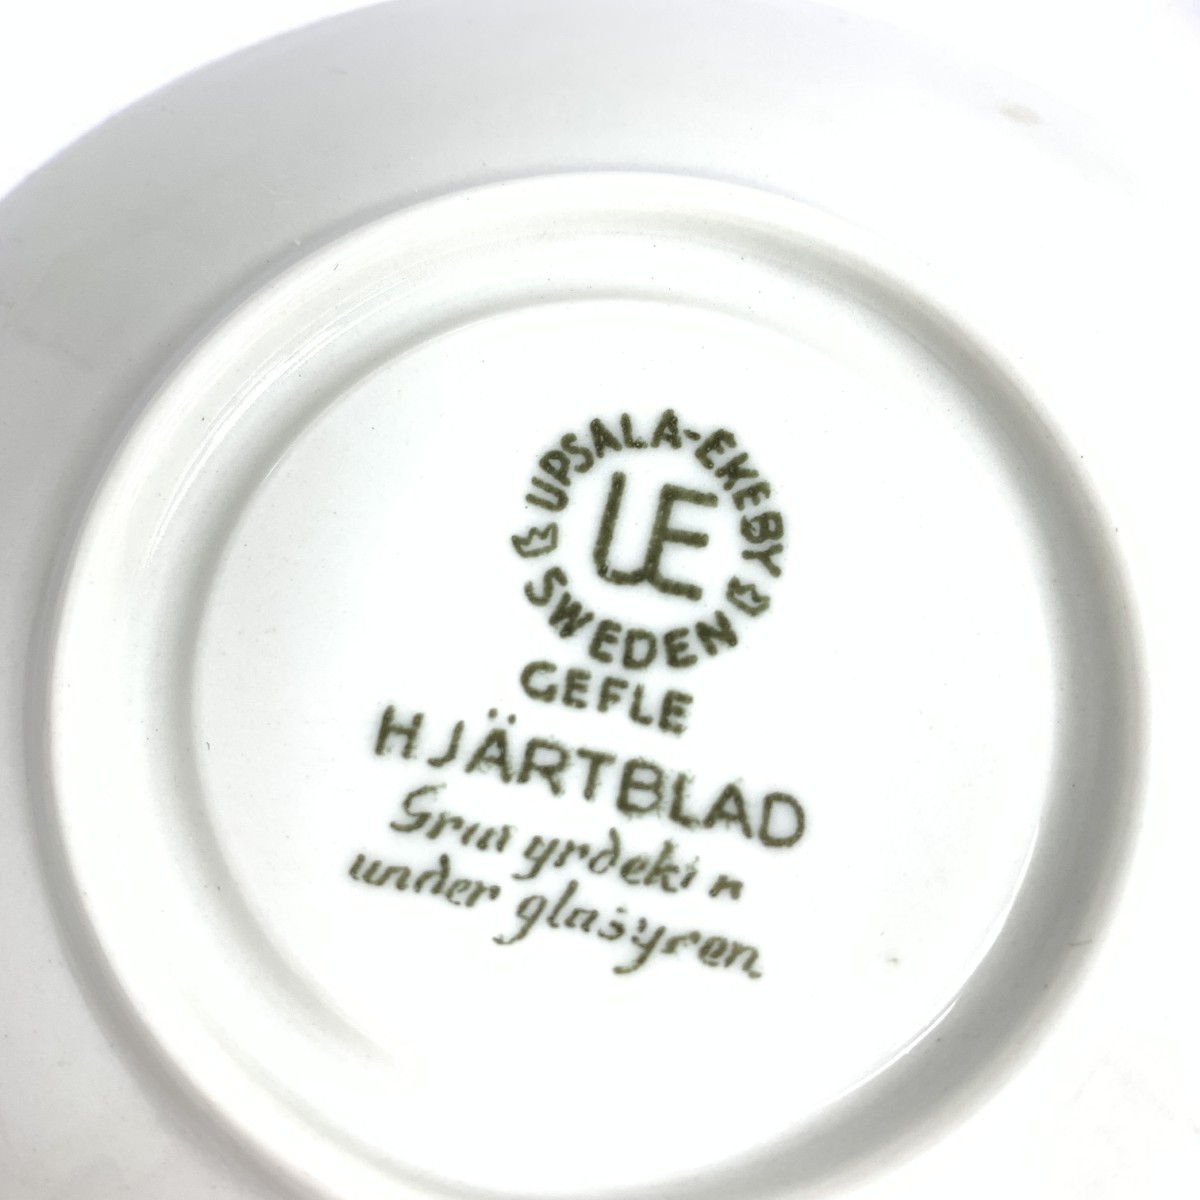 UPSALA-EKEBY
UE
SWEDEN
GEFLE
HJÄRTBLAD
under glasyren